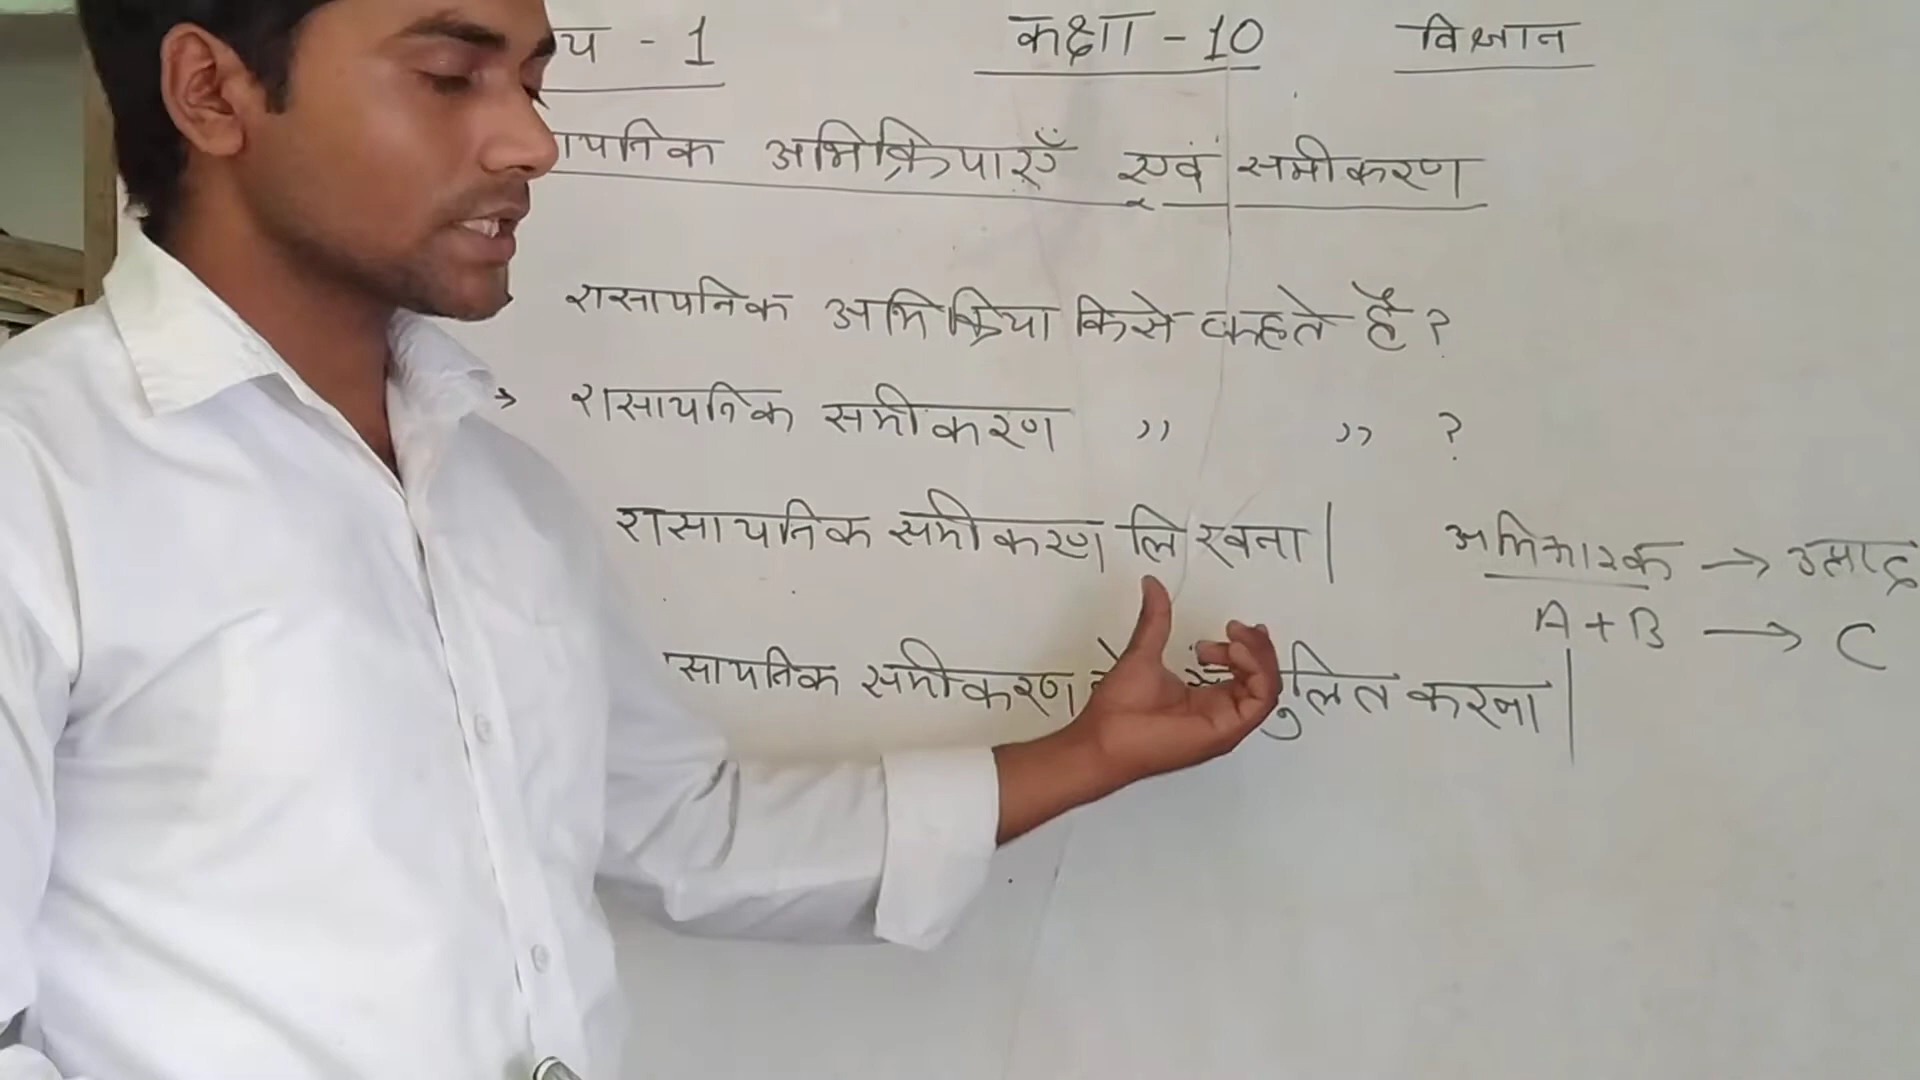 य - 1 कक्षा - 10 विज्ञान
ायनिक अभिक्रियाएँ एवं समीकरण
रासायनिक अभिक्रिया किसे कहते हैं ?
→ रासायनिक समीकरण ,, ,, ?
रासायनिक समीकरण लिखना |
अभिकारक → उत्पाद
A + B → C
सायनिक समीकरण ुलित करना |